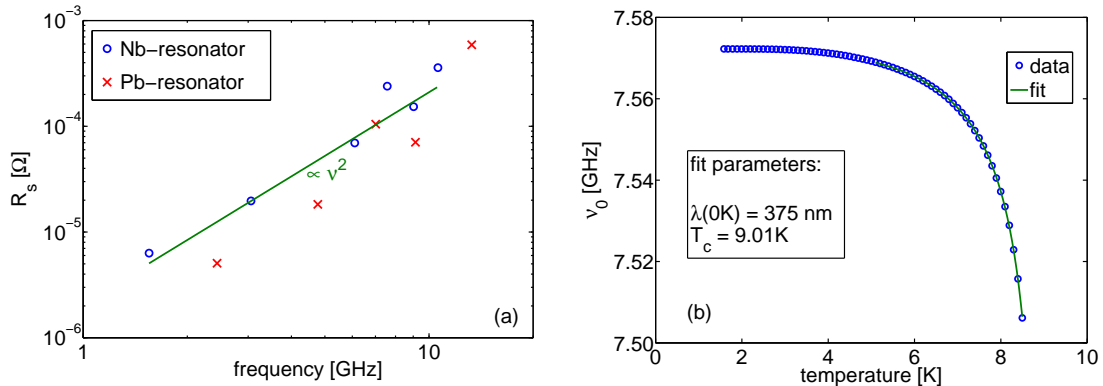 10⁻³
10⁻⁴
10⁻⁵
10⁻⁶
R_s [Ω]
Nb−resonator
Pb−resonator
∝ ν²
(a)
1
10
frequency [GHz]
7.58
7.56
7.54
7.52
7.50
ν_0 [GHz]
data
fit
fit parameters:
λ(0K) = 375 nm
T_c = 9.01K
(b)
0
2
4
6
8
10
temperature [K]